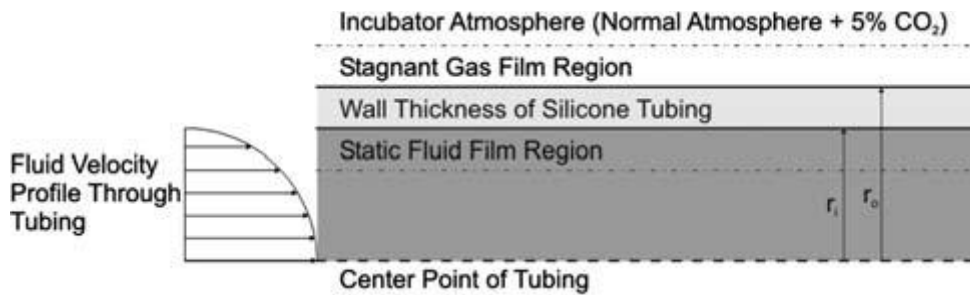 Incubator Atmosphere (Normal Atmosphere + 5% CO₂)
Stagnant Gas Film Region
Wall Thickness of Silicone Tubing
Static Fluid Film Region
Fluid Velocity
Profile Through
Tubing
rᵢ
rₒ
Center Point of Tubing